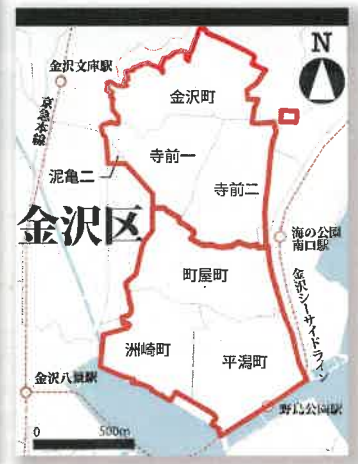 N
金沢文庫駅
金沢町
京急本線
寺前一
泥亀二
寺前二
金沢区
海の公園
南口駅
町屋町
金沢シーサイドライン
洲崎町
平潟町
金沢八景駅
野島公園駅
0
500m